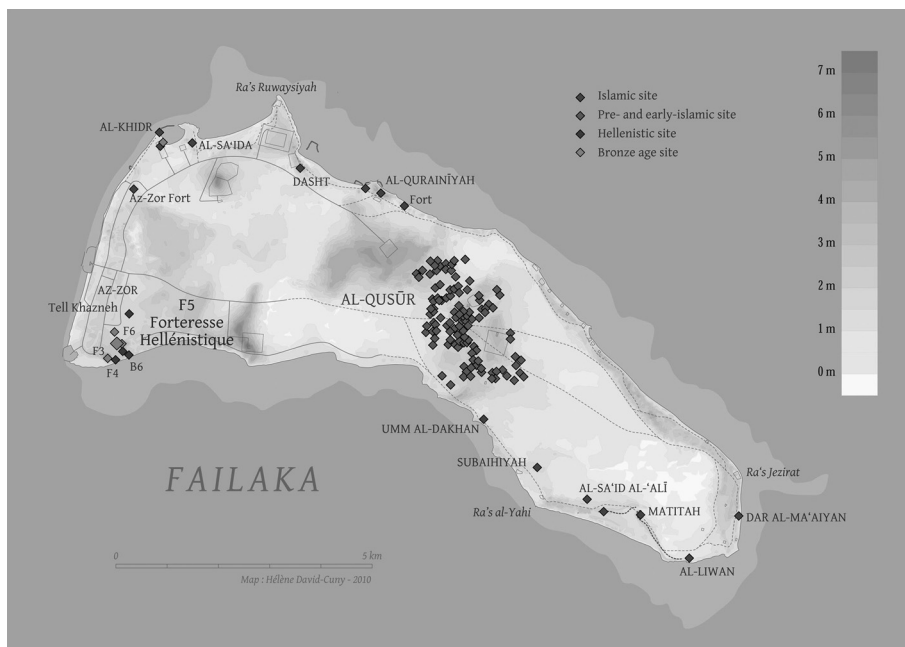 Ra's Ruwaysiyah
AL-KHIDR
AL-SA'IDA
DASHT
AL-QURAINĪYAH
Fort
Az-Zor Fort
AZ-ZOR
Tell Khazneh
F5
Forteresse
Hellénistique
F6
F3
F4
B6
AL-QUSŪR
UMM AL-DAKHAN
SUBAIHIYAH
AL-SA'ID AL-'ALĪ
Ra's al-Yahi
MATITAH
Ra's Jezirat
DAR AL-MA'AIYAN
AL-LIWAN
Islamic site
Pre- and early-islamic site
Hellenistic site
Bronze age site
7 m
6 m
5 m
4 m
3 m
2 m
1 m
0 m
FAILAKA
0 5 km
Map : Hélène David-Cuny - 2010